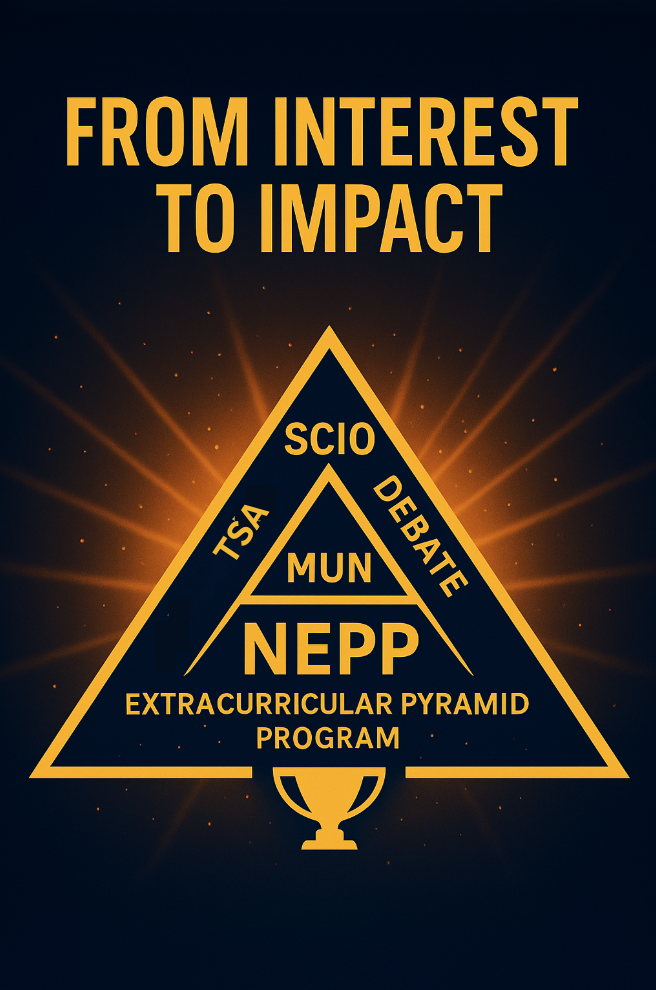 FROM INTEREST
TO IMPACT
SCIO
TSA
DEBATE
MUN
NEPP
EXTRACURRICULAR PYRAMID
PROGRAM